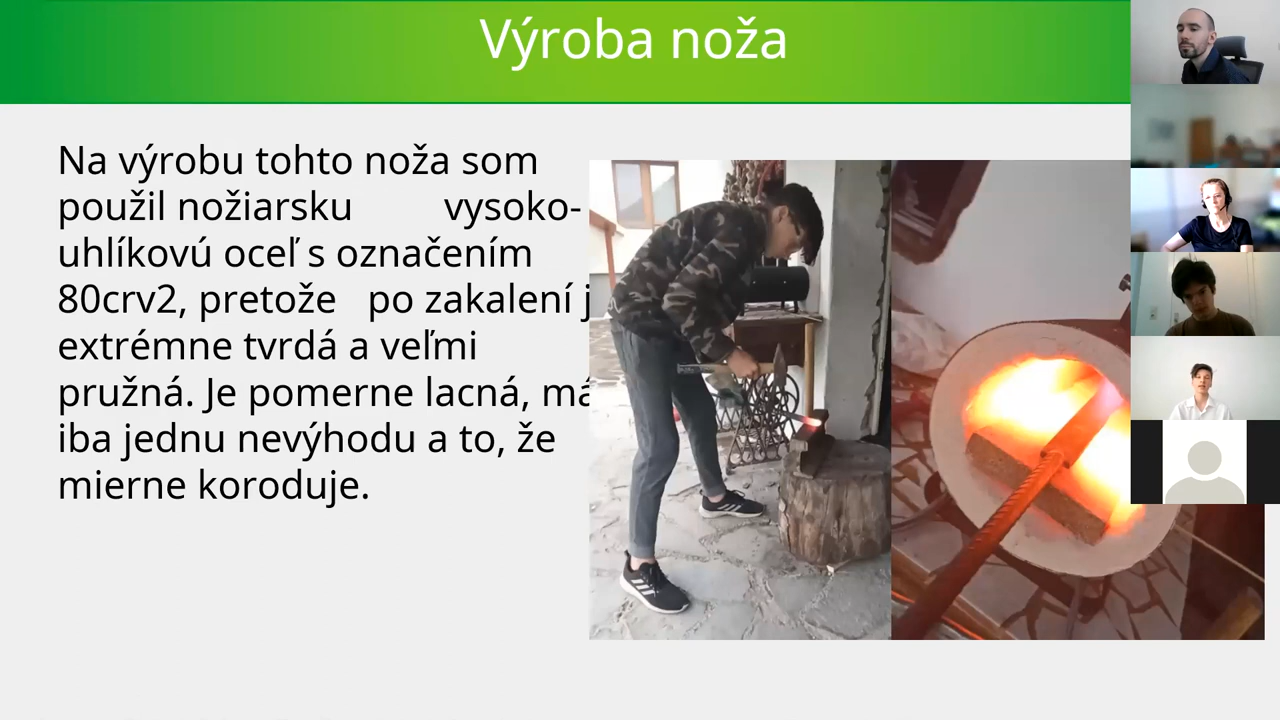 Výroba noža
Na výrobu tohto noža som
použil nožiarsku vysoko-
uhlíkovú oceľ s označením
80crv2, pretože po zakalení j
extrémne tvrdá a veľmi
pružná. Je pomerne lacná, má
iba jednu nevýhodu a to, že
mierne koroduje.